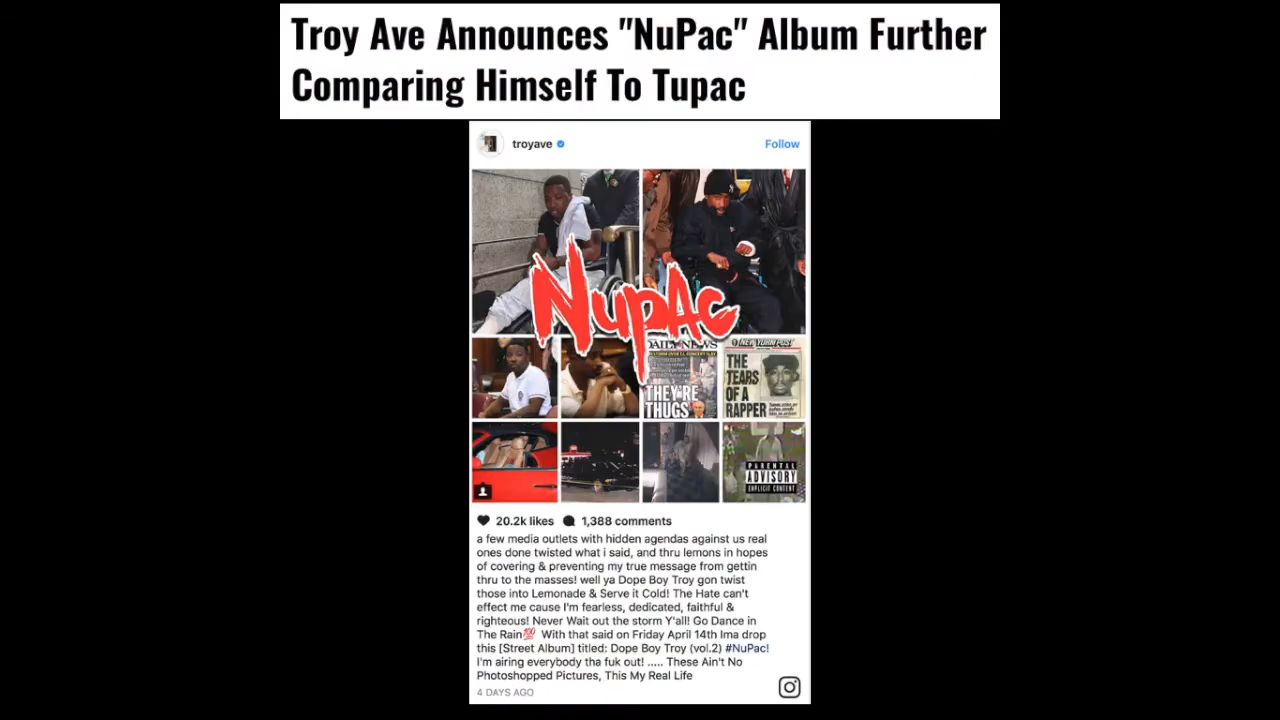 Troy Ave Announces "NuPac" Album Further
Comparing Himself To Tupac
troyave
Follow
NupAc
DAILY NEWS
THEY'RE
THUGS
NEW YORK POST
THE
TEARS
OF A
RAPPER
PARENTAL
ADVISORY
EXPLICIT CONTENT
20.2k likes 1,388 comments
a few media outlets with hidden agendas against us real
ones done twisted what i said, and thru lemons in hopes
of covering & preventing my true message from gettin
thru to the masses! well ya Dope Boy Troy gon twist
those into Lemonade & Serve it Cold! The Hate can't
effect me cause I'm fearless, dedicated, faithful &
righteous! Never Wait out the storm Y'all! Go Dance in
The Rain💯 With that said on Friday April 14th Ima drop
this [Street Album] titled: Dope Boy Troy (vol.2) #NuPac!
I'm airing everybody tha fuk out! ..... These Ain't No
Photoshopped Pictures, This My Real Life
4 DAYS AGO